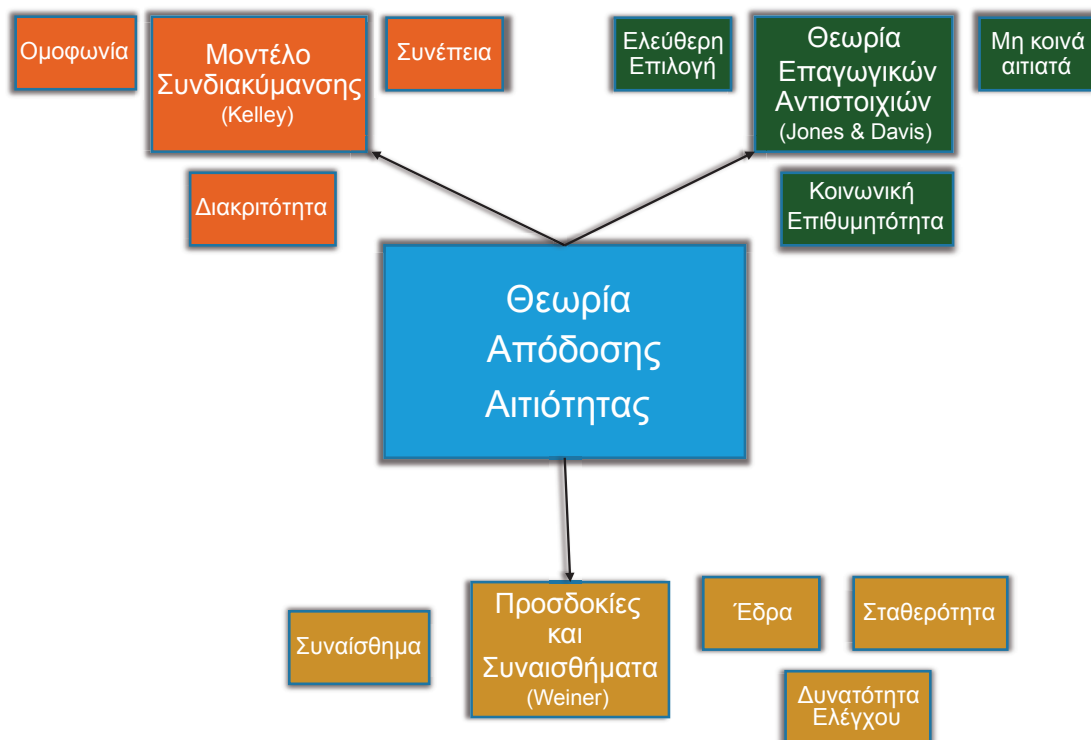 Ομοφωνία
Μοντέλο
Συνδιακύμανσης
(Kelley)
Συνέπεια
Διακριτότητα
Ελεύθερη
Επιλογή
Θεωρία
Επαγωγικών
Αντιστοιχιών
(Jones & Davis)
Μη κοινά
αιτιατά
Κοινωνική
Επιθυμητότητα
Θεωρία
Απόδοσης
Αιτιότητας
Συναίσθημα
Προσδοκίες
και
Συναισθήματα
(Weiner)
Έδρα
Σταθερότητα
Δυνατότητα
Ελέγχου